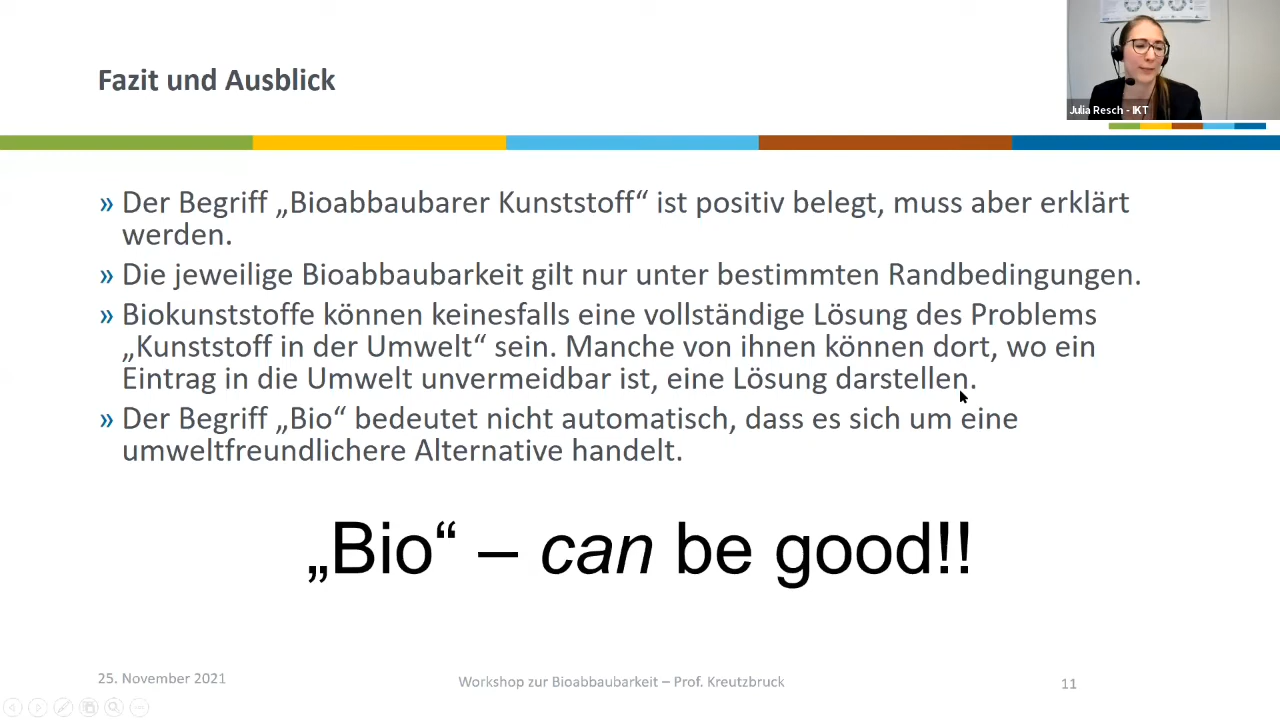 Fazit und Ausblick
Julia Resch - IKT
» Der Begriff „Bioabbaubarer Kunststoff“ ist positiv belegt, muss aber erklärt
werden.
» Die jeweilige Bioabbaubarkeit gilt nur unter bestimmten Randbedingungen.
» Biokunststoffe können keinesfalls eine vollständige Lösung des Problems
„Kunststoff in der Umwelt“ sein. Manche von ihnen können dort, wo ein
Eintrag in die Umwelt unvermeidbar ist, eine Lösung darstellen.
» Der Begriff „Bio“ bedeutet nicht automatisch, dass es sich um eine
umweltfreundlichere Alternative handelt.
„Bio“ – can be good!!
25. November 2021
Workshop zur Bioabbaubarkeit – Prof. Kreutzbruck
11